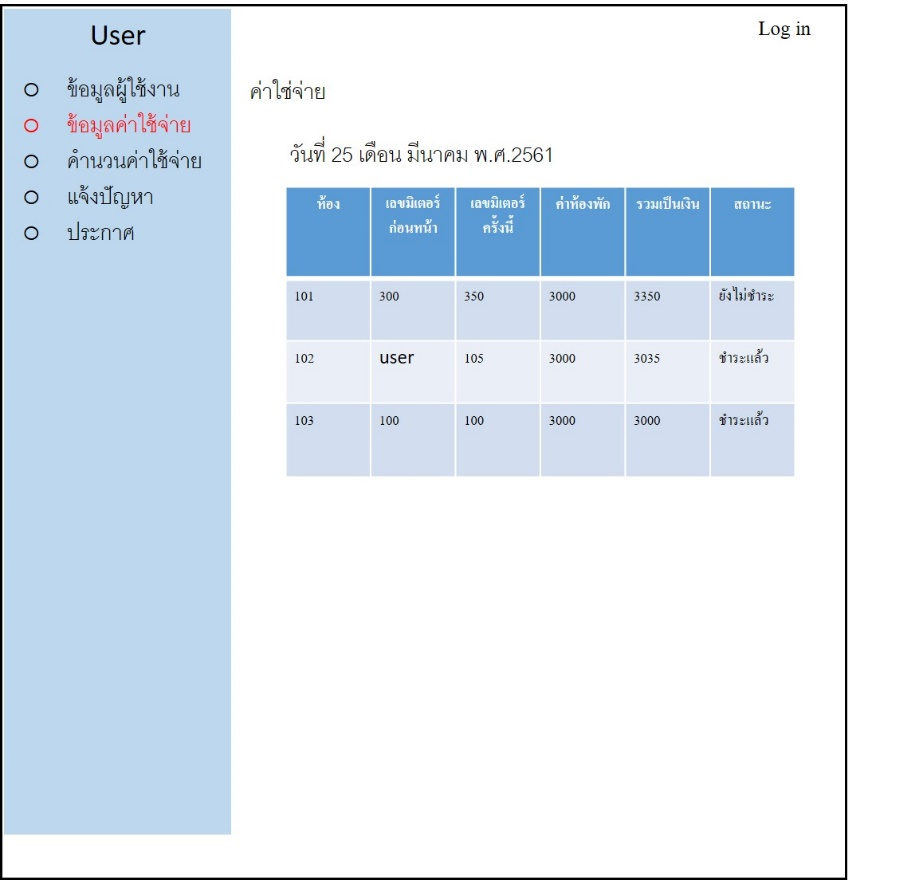 User
Log in
ข้อมูลผู้ใช้งาน
ข้อมูลค่าใช้จ่าย
คำนวนค่าใช้จ่าย
แจ้งปัญหา
ประกาศ
ค่าใช่จ่าย
วันที่ 25 เดือน มีนาคม พ.ศ.2561
ห้อง เลขมิเตอร์ก่อนหน้า เลขมิเตอร์ครั้งนี้ ค่าห้องพัก รวมเป็นเงิน สถานะ
101 300 350 3000 3350 ยังไม่ชำระ
102 user 105 3000 3035 ชำระแล้ว
103 100 100 3000 3000 ชำระแล้ว